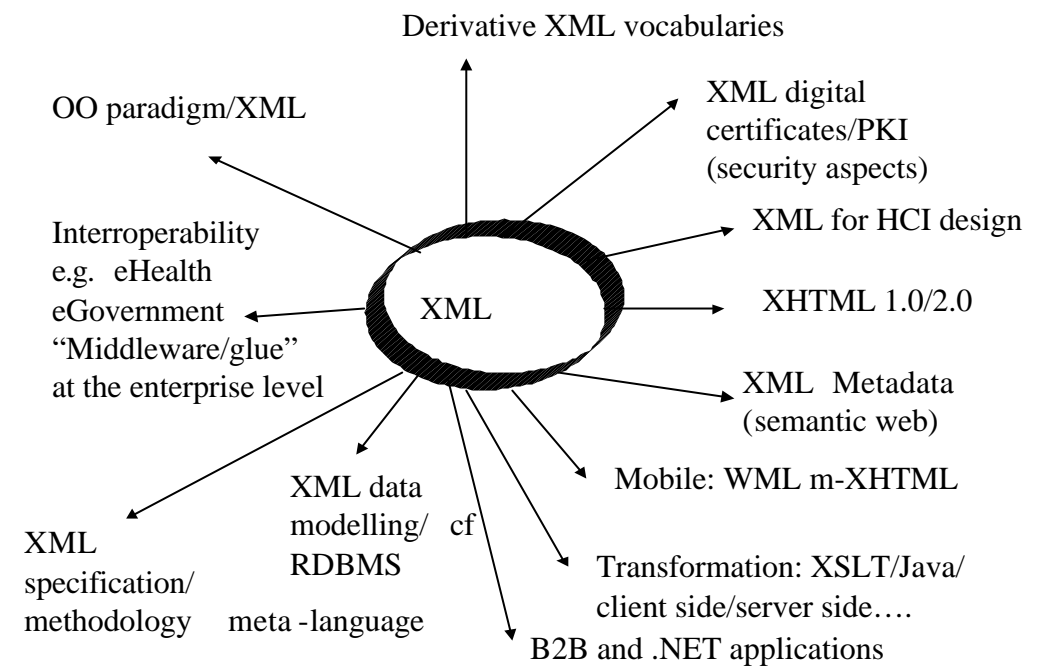 Derivative XML vocabularies
OO paradigm/XML
XML digital
certificates/PKI
(security aspects)
XML for HCI design
Interroperability
e.g. eHealth
eGovernment
“Middleware/glue”
at the enterprise level
XML
XHTML 1.0/2.0
XML Metadata
(semantic web)
Mobile: WML m-XHTML
XML data
modelling/ cf
RDBMS
XML
specification/
methodology meta -language
Transformation: XSLT/Java/
client side/server side….
B2B and .NET applications